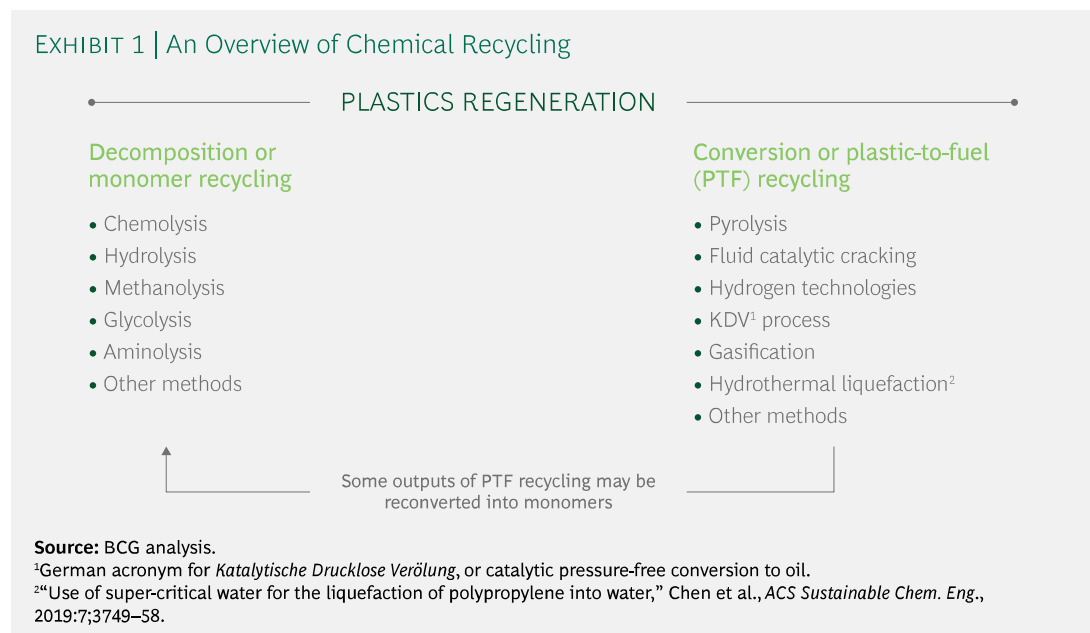 EXHIBIT 1 | An Overview of Chemical Recycling
PLASTICS REGENERATION
Decomposition or
monomer recycling
• Chemolysis
• Hydrolysis
• Methanolysis
• Glycolysis
• Aminolysis
• Other methods
Conversion or plastic-to-fuel
(PTF) recycling
• Pyrolysis
• Fluid catalytic cracking
• Hydrogen technologies
• KDV¹ process
• Gasification
• Hydrothermal liquefaction²
• Other methods
Some outputs of PTF recycling may be
reconverted into monomers
Source: BCG analysis.
¹German acronym for Katalytische Drucklose Verölung, or catalytic pressure-free conversion to oil.
²“Use of super-critical water for the liquefaction of polypropylene into water,” Chen et al., ACS Sustainable Chem. Eng.,
2019:7;3749–58.